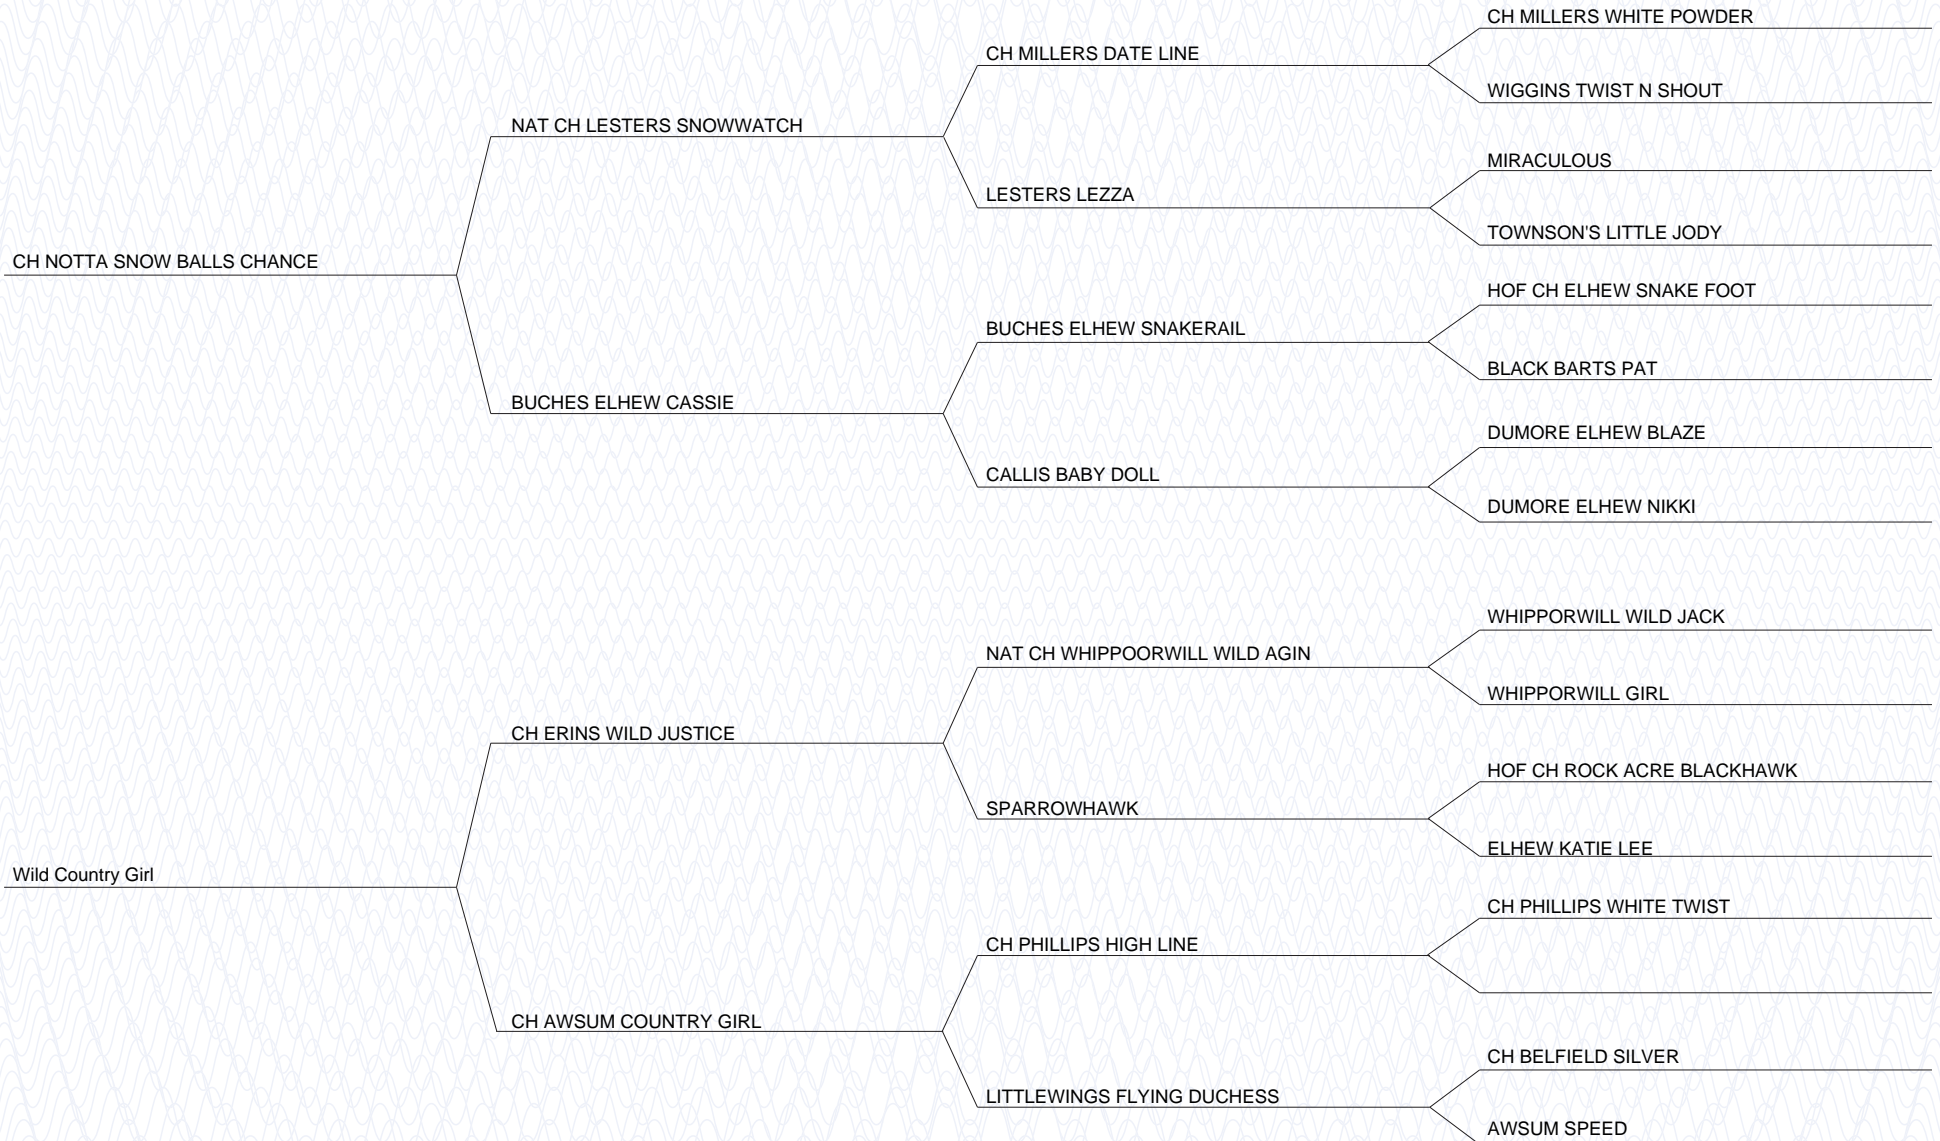 CH MILLERS WHITE POWDER
CH MILLERS DATE LINE
WIGGINS TWIST N SHOUT
NAT CH LESTERS SNOWWATCH
MIRACULOUS
LESTERS LEZZA
TOWNSON'S LITTLE JODY
CH NOTTA SNOW BALLS CHANCE
HOF CH ELHEW SNAKE FOOT
BUCHES ELHEW SNAKERAIL
BLACK BARTS PAT
BUCHES ELHEW CASSIE
DUMORE ELHEW BLAZE
CALLIS BABY DOLL
DUMORE ELHEW NIKKI
WHIPPORWILL WILD JACK
NAT CH WHIPPOORWILL WILD AGIN
WHIPPORWILL GIRL
CH ERINS WILD JUSTICE
HOF CH ROCK ACRE BLACKHAWK
SPARROWHAWK
ELHEW KATIE LEE
Wild Country Girl
CH PHILLIPS WHITE TWIST
CH PHILLIPS HIGH LINE
CH AWSUM COUNTRY GIRL
CH BELFIELD SILVER
LITTLEWINGS FLYING DUCHESS
AWSUM SPEED